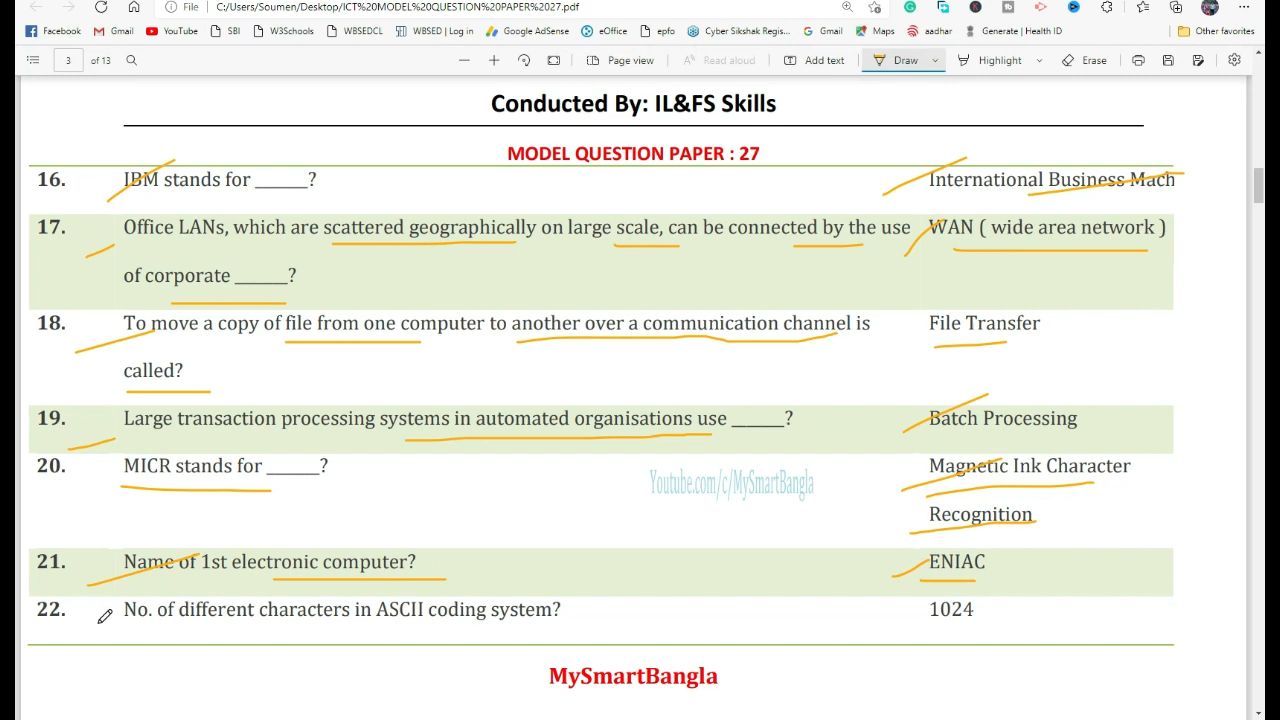 File
C:/Users/Soumen/Desktop/ICT%20MODEL%20QUESTION%20PAPER%2027.pdf
Facebook Gmail YouTube SBI W3Schools WBSEDCL WBSED | Log in Google AdSense eOffice epfo Cyber Sikshak Regis... Gmail Maps aadhar Generate | Health ID Other favorites
3 of 13 Page view Read aloud Add text Draw Highlight Erase
Conducted By: IL&FS Skills
MODEL QUESTION PAPER : 27
16. IBM stands for ______? International Business Mach
17. Office LANs, which are scattered geographically on large scale, can be connected by the use WAN ( wide area network )
of corporate ______?
18. To move a copy of file from one computer to another over a communication channel is File Transfer
called?
19. Large transaction processing systems in automated organisations use ______? Batch Processing
20. MICR stands for ______? Magnetic Ink Character
Youtube.com/c/MySmartBangla
Recognition
21. Name of 1st electronic computer? ENIAC
22. No. of different characters in ASCII coding system? 1024
MySmartBangla